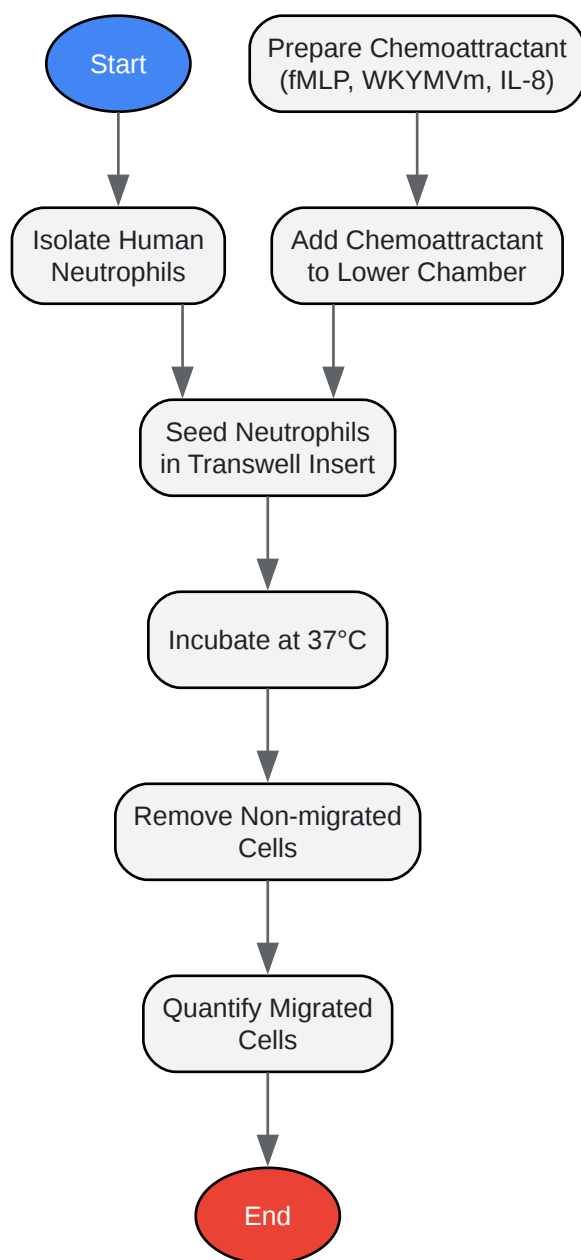 Start
Prepare Chemoattractant
(fMLP, WKYMVm, IL-8)
Isolate Human
Neutrophils
Add Chemoattractant
to Lower Chamber
Seed Neutrophils
in Transwell Insert
Incubate at 37°C
Remove Non-migrated
Cells
Quantify Migrated
Cells
End